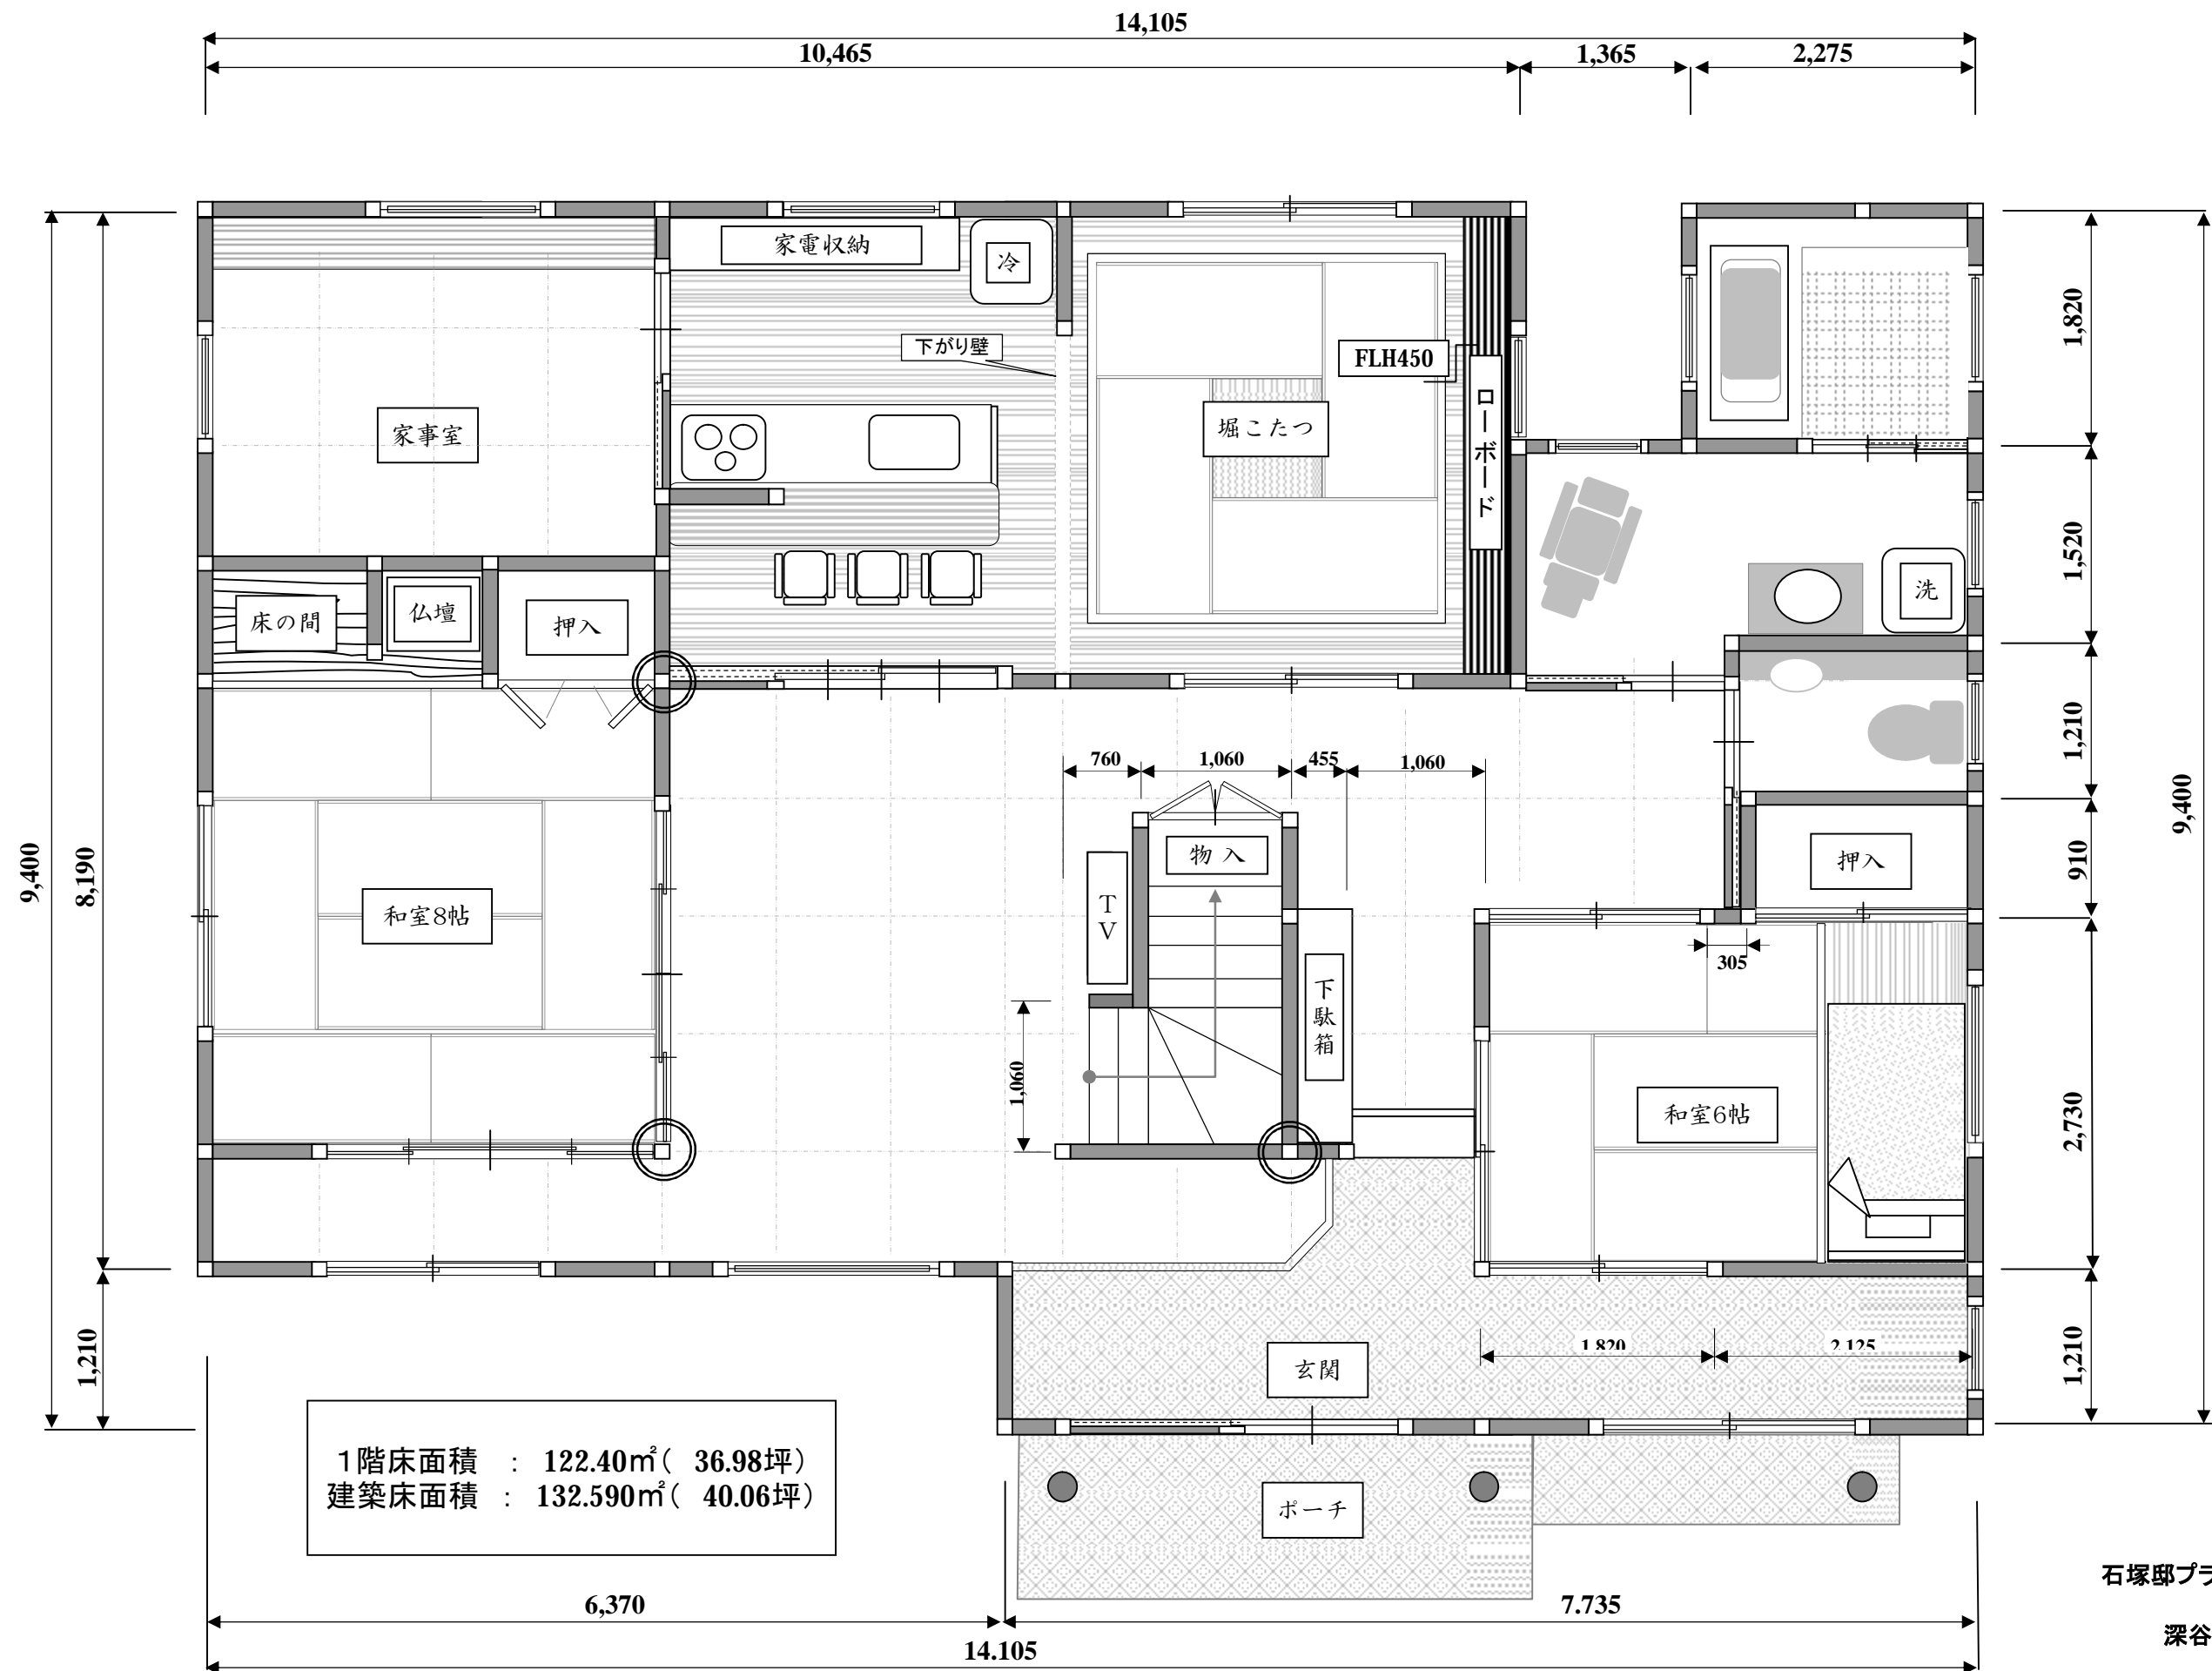 14,105
10,465
1,365
2,275
家電収納
冷
下がり壁
FLH450
家事室
堀こたつ
ローボード
1,820
1,520
床の間
仏壇
押入
洗
1,210
760
1,060
455
1,060
9,400
8,190
9,400
物 入
押入
910
TV
和室8帖
305
下駄箱
1,060
和室6帖
2,730
1,210
玄関
1.820
2.125
1,210
1階床面積 : 122.40㎡( 36.98坪)
建築床面積 : 132.590㎡( 40.06坪)
ポーチ
石塚邸プラ
6,370
7.735
深谷
14.105